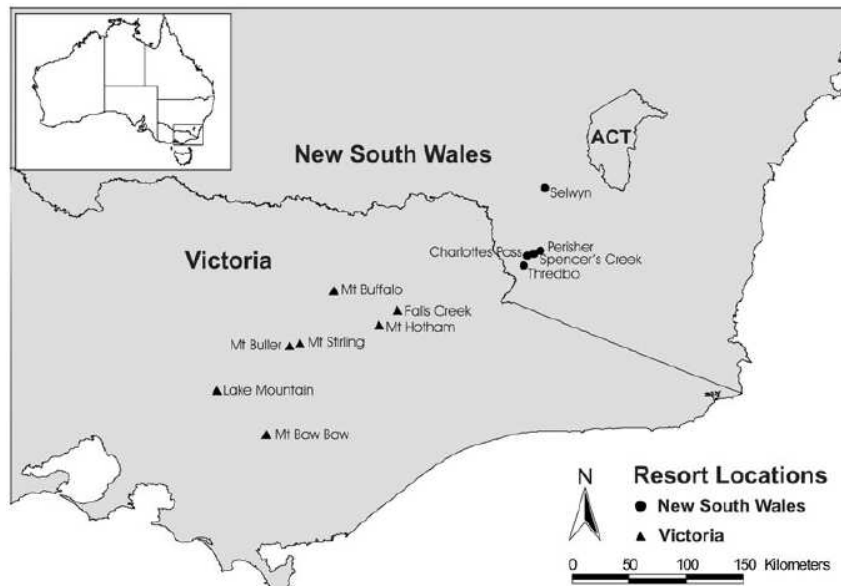 ACT
New South Wales
Selwyn
Perisher
Charlottes Pass
Spencer's Creek
Thredbo
Victoria
Mt Buffalo
Falls Creek
Mt Hotham
Mt Buller
Mt Stirling
Lake Mountain
Mt Baw Baw
N
Resort Locations
New South Wales
Victoria
0 50 100 150 Kilometers